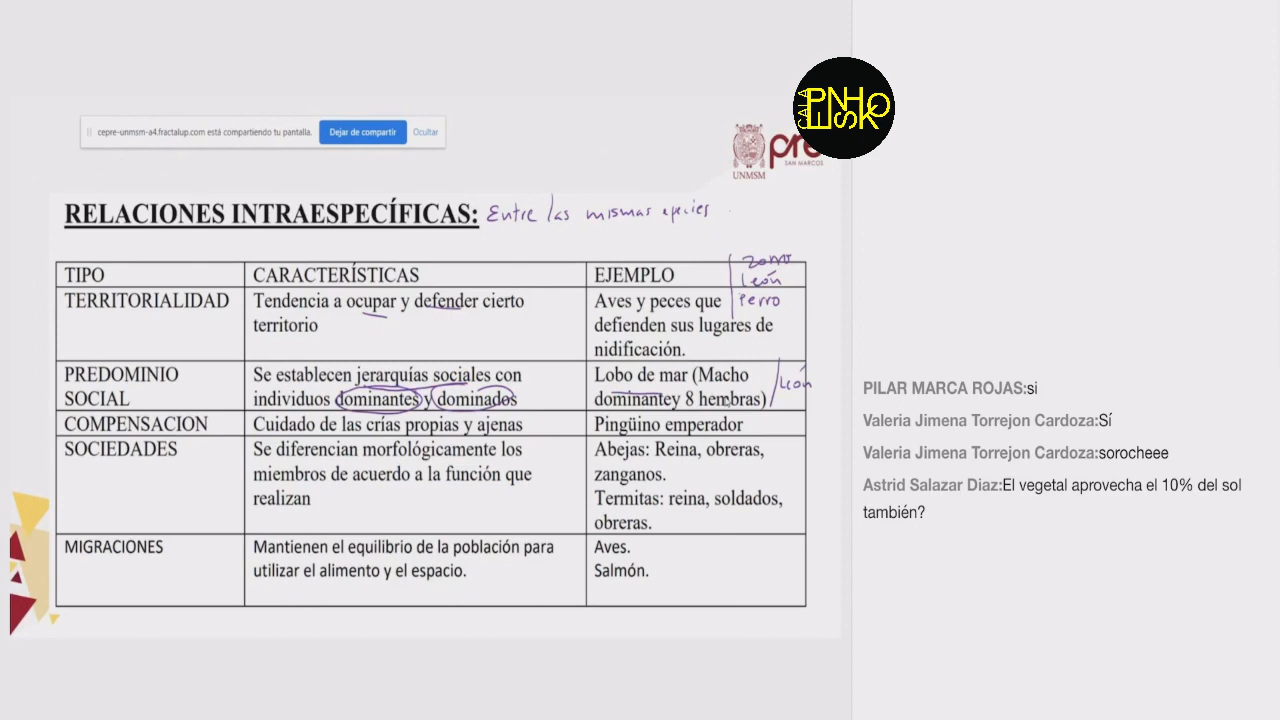 cepre-unmsm-a4.fractalup.com está compartiendo tu pantalla. Dejar de compartir Ocultar
CALA
PNHO
ESK
pre
SAN MARCOS
UNMSM
RELACIONES INTRAESPECÍFICAS: Entre las mismas especies
TIPO CARACTERÍSTICAS EJEMPLO
zorro
león
Perro
TERRITORIALIDAD Tendencia a ocupar y defender cierto Aves y peces que
territorio defienden sus lugares de
nidificación.
PREDOMINIO Se establecen jerarquías sociales con Lobo de mar (Macho León
SOCIAL individuos dominantes y dominados dominantey 8 hembras)
COMPENSACION Cuidado de las crías propias y ajenas Pingüino emperador
SOCIEDADES Se diferencian morfológicamente los Abejas: Reina, obreras,
miembros de acuerdo a la función que zanganos.
realizan Termitas: reina, soldados,
obreras.
MIGRACIONES Mantienen el equilibrio de la población para Aves.
utilizar el alimento y el espacio. Salmón.
PILAR MARCA ROJAS:si
Valeria Jimena Torrejon Cardoza:Sí
Valeria Jimena Torrejon Cardoza:sorocheee
Astrid Salazar Diaz:El vegetal aprovecha el 10% del sol
también?